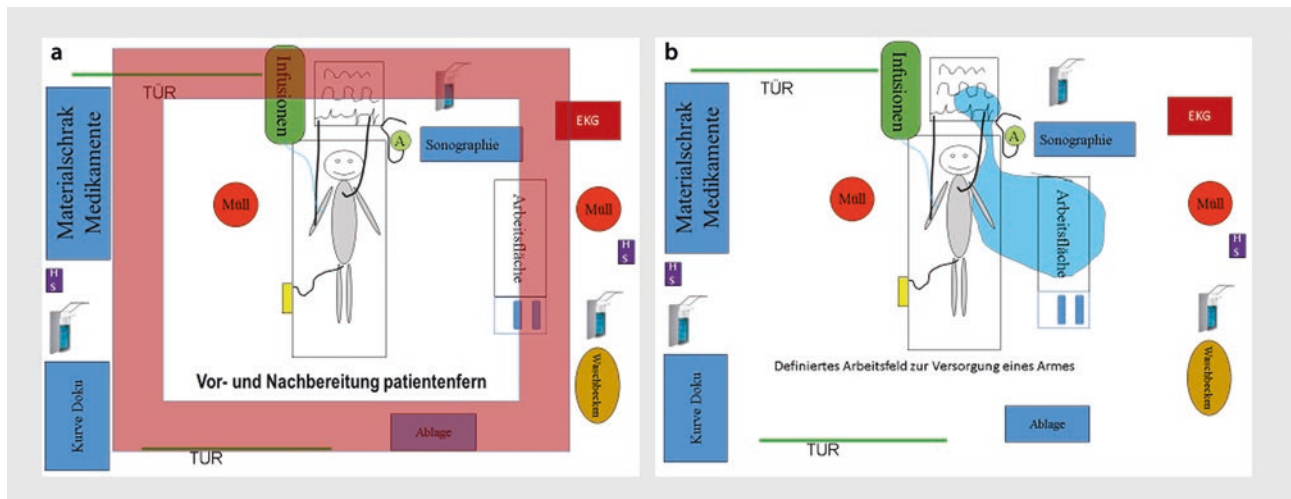 a
TÜR
Infusionen
Materialschrak
Medikamente
A
Sonographie
EKG
Müll
Müll
Arbeitsfläche
H
S
H
S
Kurve Doku
Vor- und Nachbereitung patientenfern
Waschbecken
Ablage
TÜR
b
TÜR
Infusionen
Materialschrak
Medikamente
A
Sonographie
EKG
Müll
Müll
Arbeitsfläche
H
S
H
S
Kurve Doku
Definiertes Arbeitsfeld zur Versorgung eines Armes
Waschbecken
Ablage
TÜR